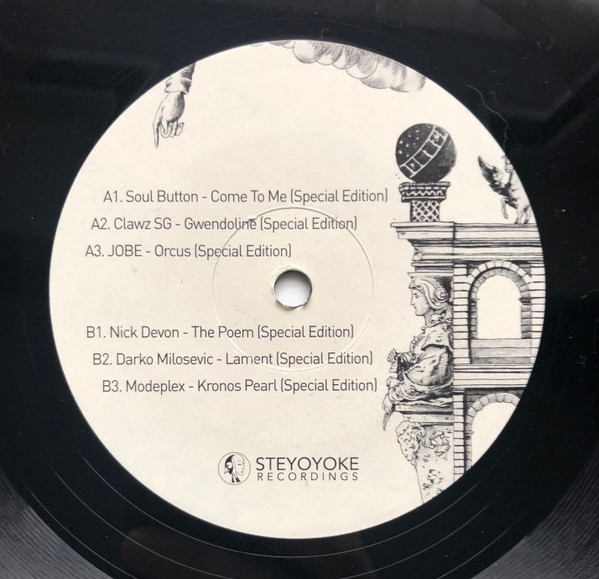 A1. Soul Button - Come To Me (Special Edition)
A2. Clawz SG - Gwendoline (Special Edition)
A3. JOBE - Orcus (Special Edition)
B1. Nick Devon - The Poem (Special Edition)
B2. Darko Milosevic - Lament (Special Edition)
B3. Modeplex - Kronos Pearl (Special Edition)
STEYOYOKE
RECORDINGS